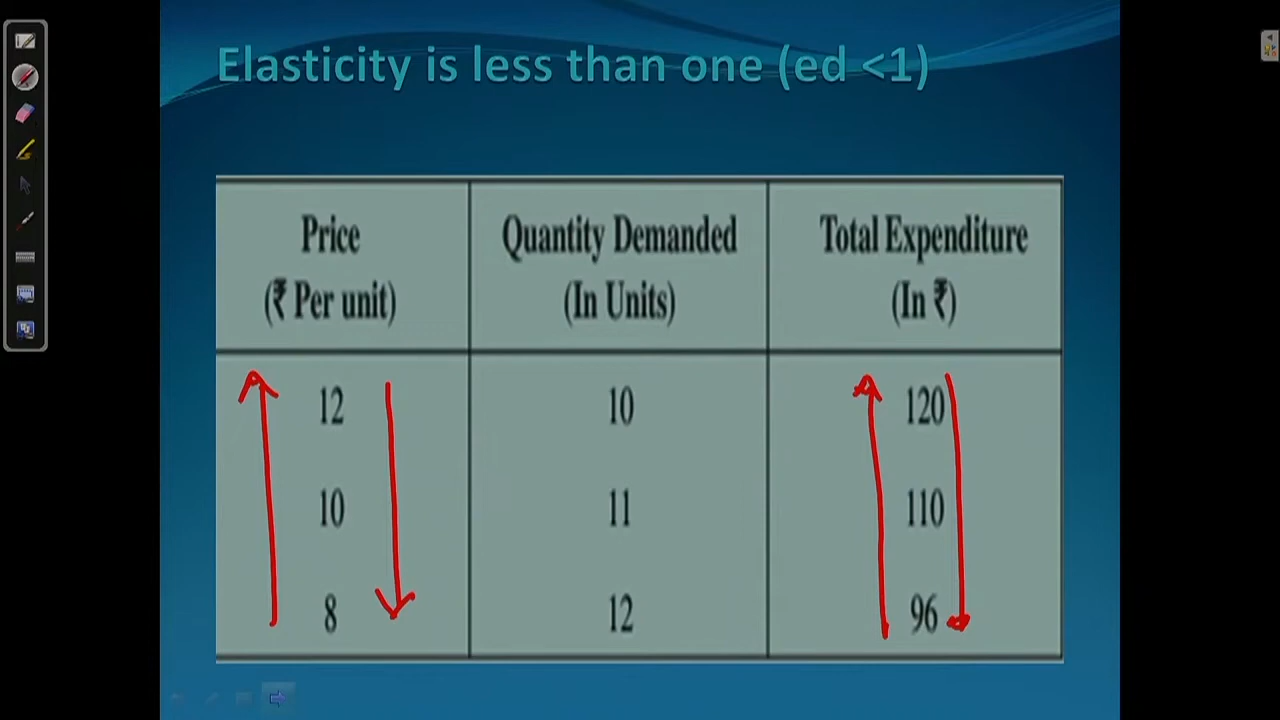 Elasticity is less than one (ed <1)
Price Quantity Demanded Total Expenditure
(₹ Per unit) (In Units) (In ₹)
12 10 120
10 11 110
8 12 96